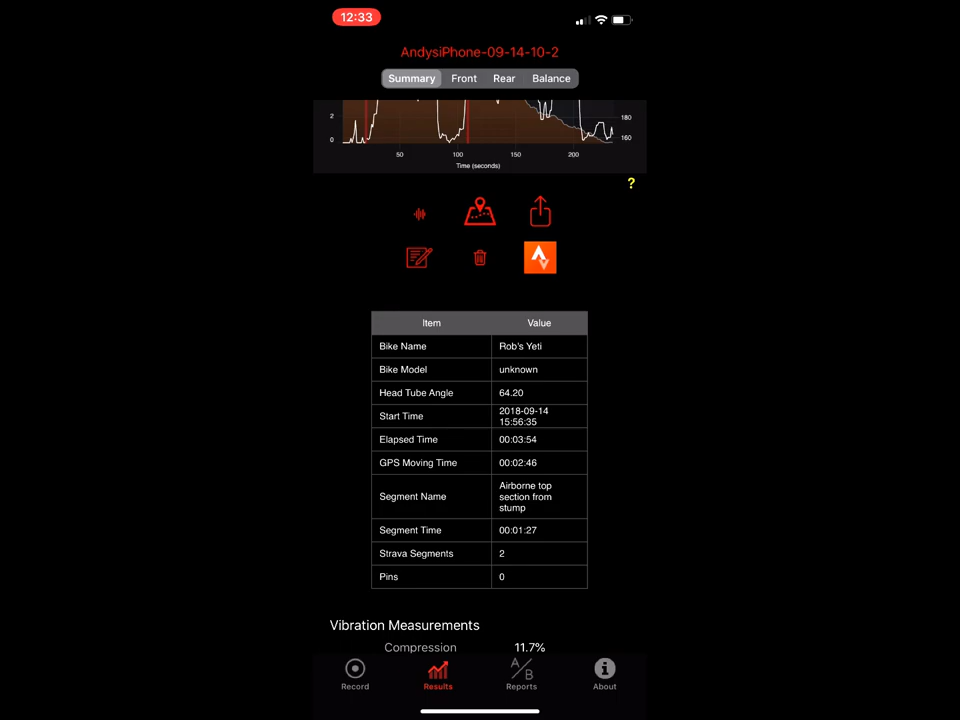 12:33
AndysiPhone-09-14-10-2
Summary Front Rear Balance
2 180
0 160
50 100 150 200
Time (seconds)
?
Item Value
Bike Name Rob's Yeti
Bike Model unknown
Head Tube Angle 64.20
Start Time 2018-09-14
15:56:35
Elapsed Time 00:03:54
GPS Moving Time 00:02:46
Segment Name Airborne top
section from
stump
Segment Time 00:01:27
Strava Segments 2
Pins 0
Vibration Measurements
Compression 11.7%
A/B
Record Results Reports About